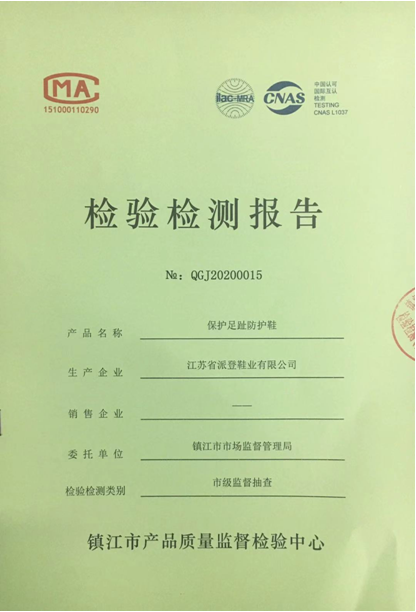 CMA
151000110290
ilac-MRA
CNAS
中国认可
国际互认
检测
TESTING
CNAS L1037
检验检测报告
№：QGJ20200015
产品名称 保护足趾防护鞋
生产企业 江苏省派登鞋业有限公司
销售企业 ——
委托单位 镇江市市场监督管理局
检验检测类别 市级监督抽查
镇江市产品质量监督检验中心